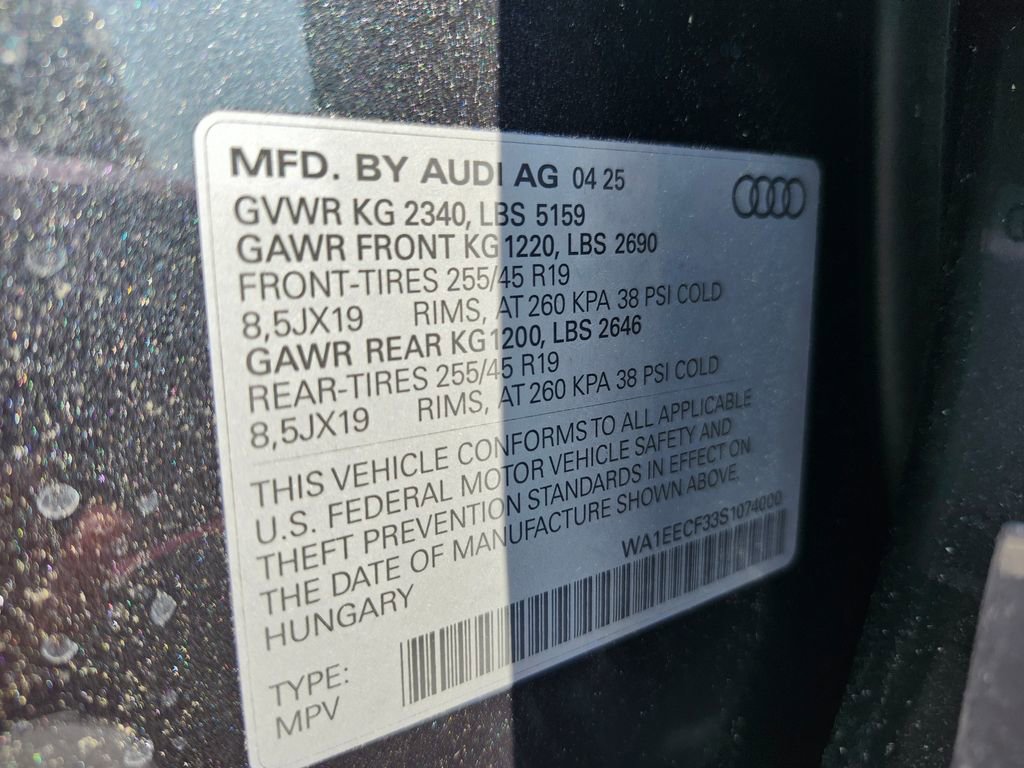 MFD. BY AUDI AG 04 25
GVWR KG 2340, LBS 5159
GAWR FRONT KG 1220, LBS 2690
FRONT-TIRES 255/45 R19
8,5JX19 RIMS, AT 260 KPA 38 PSI COLD
GAWR REAR KG 1200, LBS 2646
REAR-TIRES 255/45 R19
8,5JX19 RIMS, AT 260 KPA 38 PSI COLD
THIS VEHICLE CONFORMS TO ALL APPLICABLE
U.S. FEDERAL MOTOR VEHICLE SAFETY AND
THEFT PREVENTION STANDARDS IN EFFECT ON
THE DATE OF MANUFACTURE SHOWN ABOVE.
HUNGARY
WA1EECF33S1074000
TYPE:
MPV